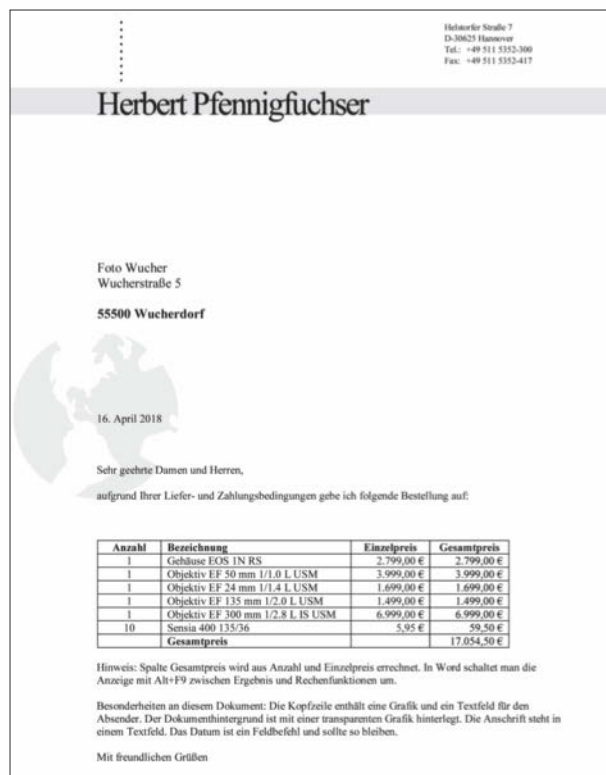 Helstorfer Straße 7
D-30625 Hannover
Tel.: +49 511 5352-300
Fax: +49 511 5352-417
Herbert Pfennigfuchser
Foto Wucher
Wucherstraße 5
55500 Wucherdorf
16. April 2018
Sehr geehrte Damen und Herren,
aufgrund Ihrer Liefer- und Zahlungsbedingungen gebe ich folgende Bestellung auf:
Anzahl Bezeichnung Einzelpreis Gesamtpreis
1 Gehäuse EOS 1N RS 2.799,00 € 2.799,00 €
1 Objektiv EF 50 mm 1/1.0 L USM 3.999,00 € 3.999,00 €
1 Objektiv EF 24 mm 1/1.4 L USM 1.699,00 € 1.699,00 €
1 Objektiv EF 135 mm 1/2.0 L USM 1.499,00 € 1.499,00 €
1 Objektiv EF 300 mm 1/2.8 L IS USM 6.999,00 € 6.999,00 €
10 Sensia 400 135/36 5,95 € 59,50 €
Gesamtpreis 17.054,50 €
Hinweis: Spalte Gesamtpreis wird aus Anzahl und Einzelpreis errechnet. In Word schaltet man die
Anzeige mit Alt+F9 zwischen Ergebnis und Rechenfunktionen um.
Besonderheiten an diesem Dokument: Die Kopfzeile enthält eine Grafik und ein Textfeld für den
Absender. Der Dokumenthintergrund ist mit einer transparenten Grafik hinterlegt. Die Anschrift steht in
einem Textfeld. Das Datum ist ein Feldbefehl und sollte so bleiben.
Mit freundlichen Grüßen